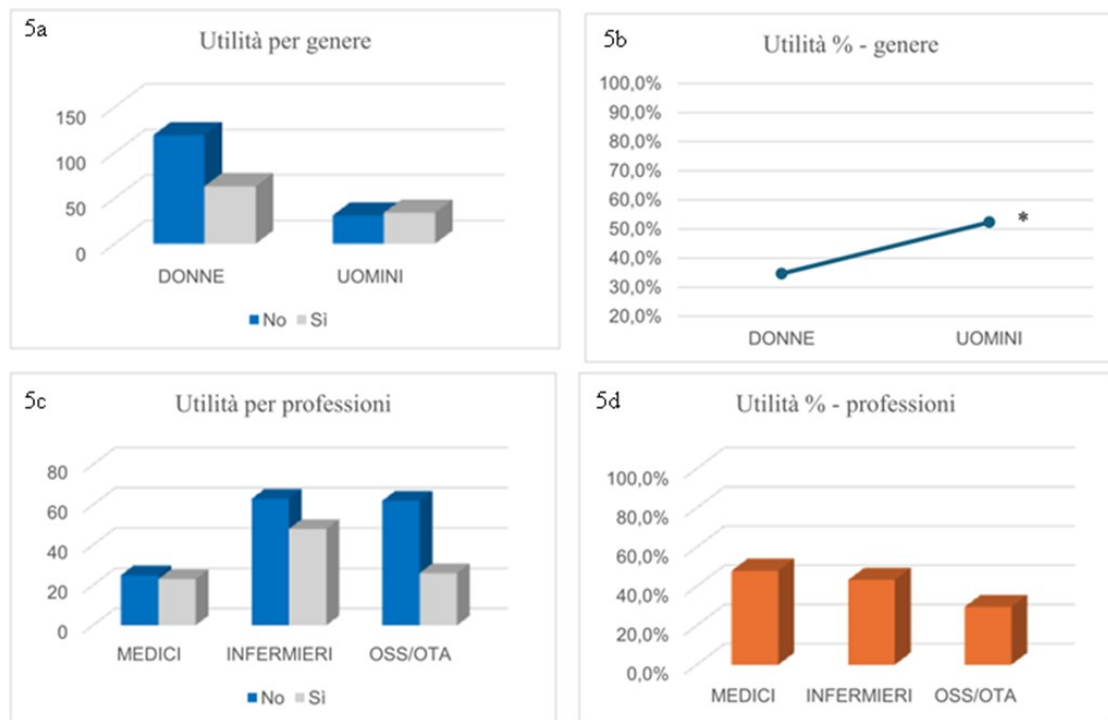 5a
Utilità per genere
150
100
50
0
DONNE UOMINI
No Sì
5b
Utilità % - genere
100,0%
90,0%
80,0%
70,0%
60,0%
50,0%
40,0%
30,0%
20,0%
*
DONNE UOMINI
5c
Utilità per professioni
80
60
40
20
0
MEDICI INFERMIERI OSS/OTA
No Sì
5d
Utilità % - professioni
100,0%
80,0%
60,0%
40,0%
20,0%
0,0%
MEDICI INFERMIERI OSS/OTA